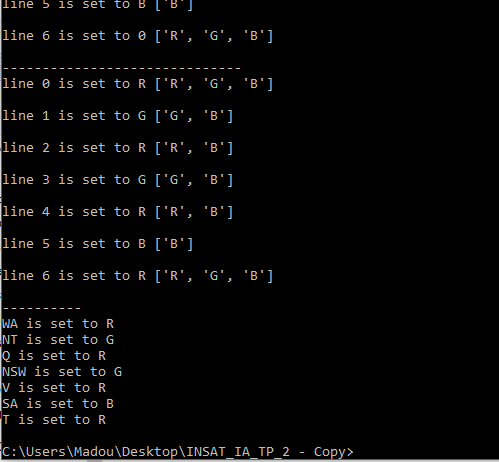 line 5 is set to B ['B']
line 6 is set to 0 ['R', 'G', 'B']
------------------------------
line 0 is set to R ['R', 'G', 'B']
line 1 is set to G ['G', 'B']
line 2 is set to R ['R', 'B']
line 3 is set to G ['G', 'B']
line 4 is set to R ['R', 'B']
line 5 is set to B ['B']
line 6 is set to R ['R', 'G', 'B']
----------
WA is set to R
NT is set to G
Q is set to R
NSW is set to G
V is set to R
SA is set to B
T is set to R
C:\Users\Madou\Desktop\INSAT_IA_TP_2 - Copy>